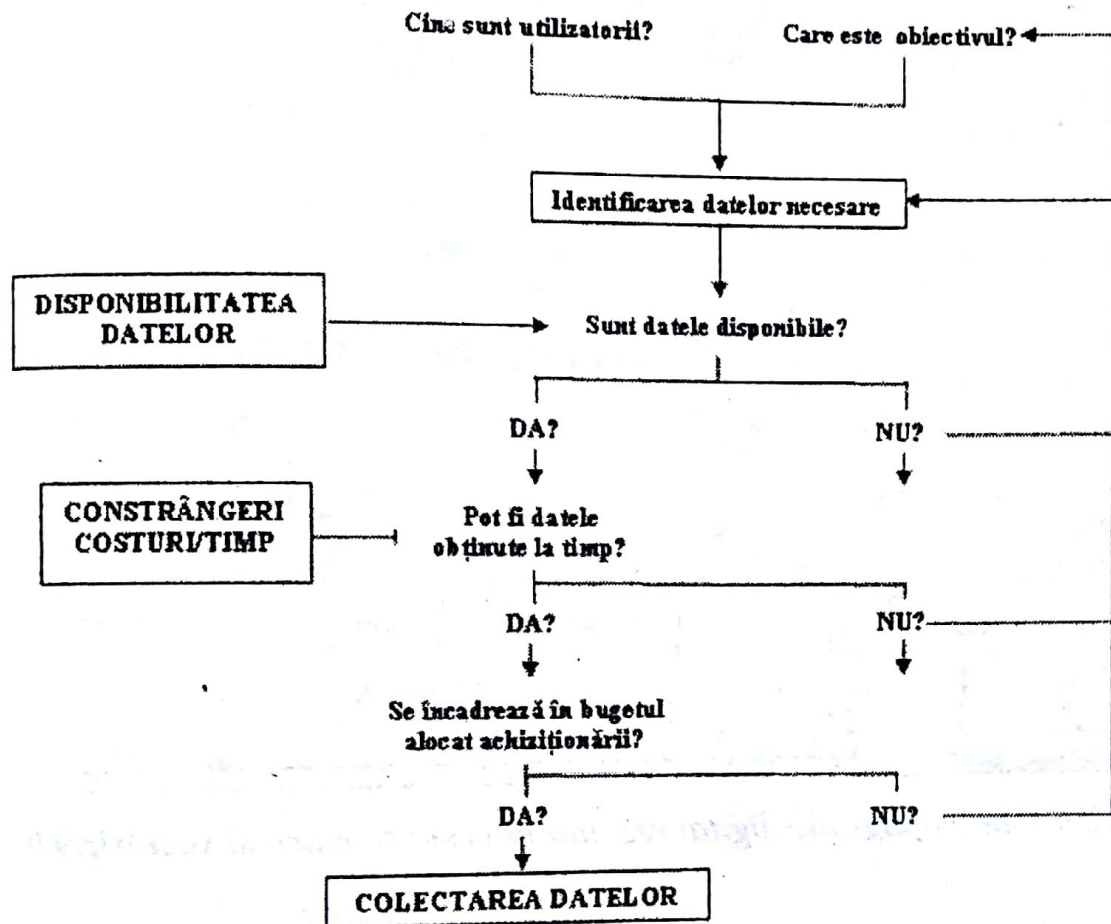 Cine sunt utilizatorii?
Care este obiectivul?
Identificarea datelor necesare
DISPONIBILITATEA
DATELOR
Sunt datele disponibile?
DA?
NU?
CONSTRÂNGERI
COSTURI/TIMP
Pot fi datele
obținute la timp?
DA?
NU?
Se încadrează în bugetul
alocat achiziționării?
DA?
NU?
COLECTAREA DATELOR